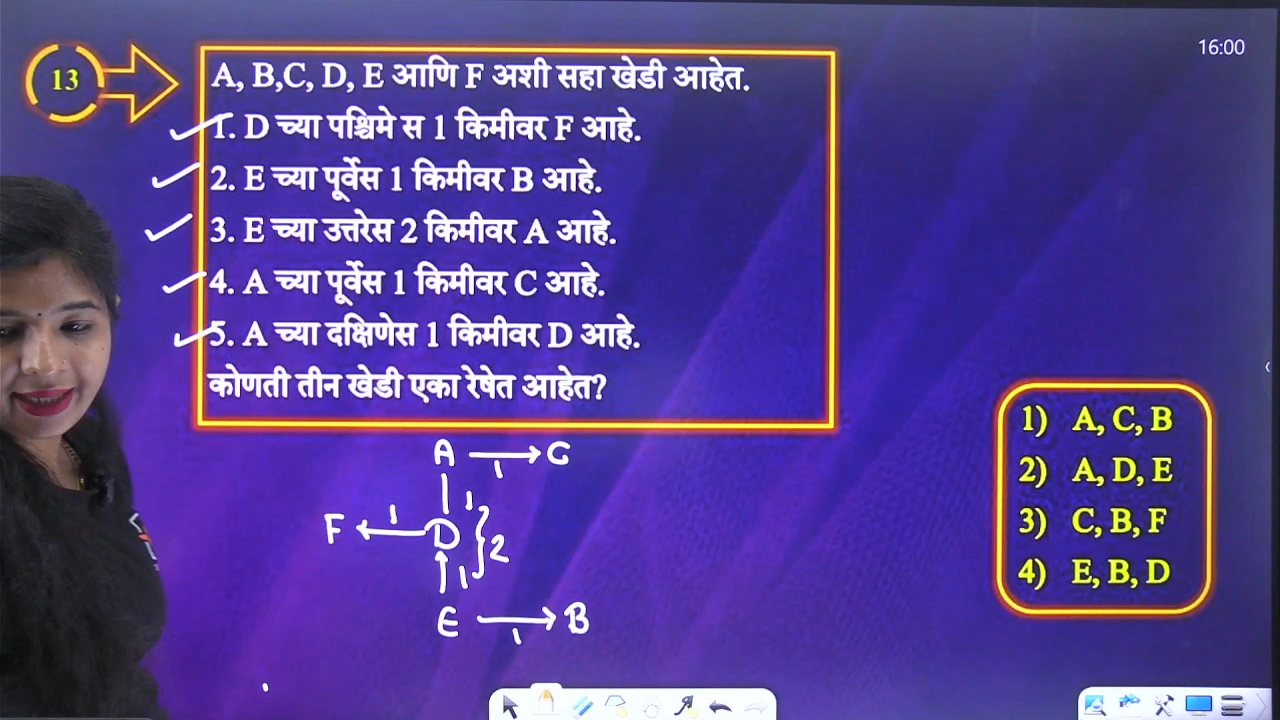 16:00
13
A, B,C, D, E आणि F अशी सहा खेडी आहेत.
1. D च्या पश्चिमे स 1 किमीवर F आहे.
2. E च्या पूर्वेस 1 किमीवर B आहे.
3. E च्या उत्तरेस 2 किमीवर A आहे.
4. A च्या पूर्वेस 1 किमीवर C आहे.
5. A च्या दक्षिणेस 1 किमीवर D आहे.
कोणती तीन खेडी एका रेषेत आहेत?
1) A, C, B
2) A, D, E
3) C, B, F
4) E, B, D
A C
1
1
F 1 D
2
1
E B
1